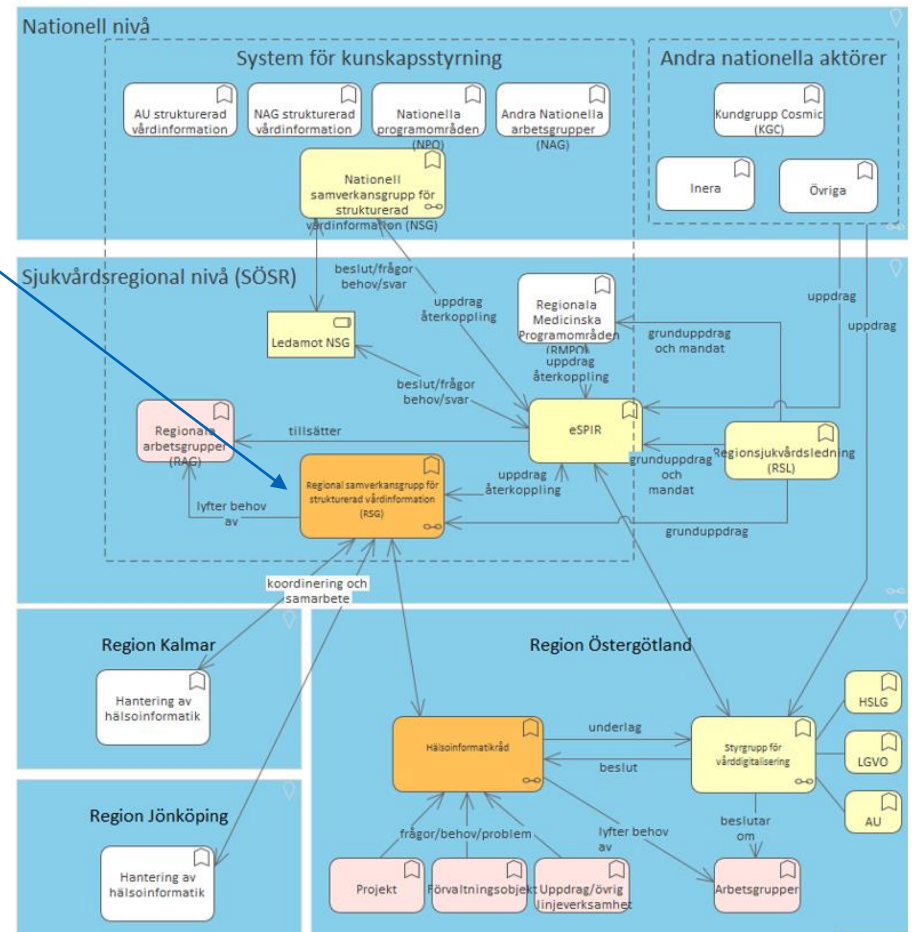 Nationell nivå
System för kunskapsstyrning
Andra nationella aktörer
AU strukturerad
vårdinformation
NAG strukturerad
vårdinformation
Nationella
programområden
(NPO)
Andra Nationella
arbetsgrupper
(NAG)
Kundgrupp Cosmic
(KGC)
Inera
Övriga
Nationell
samverkansgrupp för
strukturerad
vårdinformation (NSG)
Sjukvårdsregional nivå (SÖSR)
beslut/frågor
behov/svar
uppdrag
återkoppling
Ledamot NSG
Regionala
Medicinska
Programområden
(RMPO)
uppdrag
återkoppling
grunduppdrag
och mandat
uppdrag
uppdrag
beslut/frågor
behov/svar
Regionala
arbetsgrupper
(RAG)
tillsätter
eSPIR
Regionsjukvårdsledning
(RSL)
grunduppdrag
och
mandat
Regional samverkansgrupp för
strukturerad vårdinformation
(RSG)
uppdrag
återkoppling
lyfter behov
av
grunduppdrag
koordinering och
samarbete
Region Kalmar
Hantering av
hälsoinformatik
Region Jönköping
Hantering av
hälsoinformatik
Region Östergötland
Hälsoinformatikråd
underlag
beslut
Styrgrupp för
vårddigitalisering
HSLG
LGVO
AU
frågor/behov/problem
lyfter behov
av
beslutar
om
Projekt
Förvaltningsobjekt
Uppdrag/övrig
linjeverksamhet
Arbetsgrupper